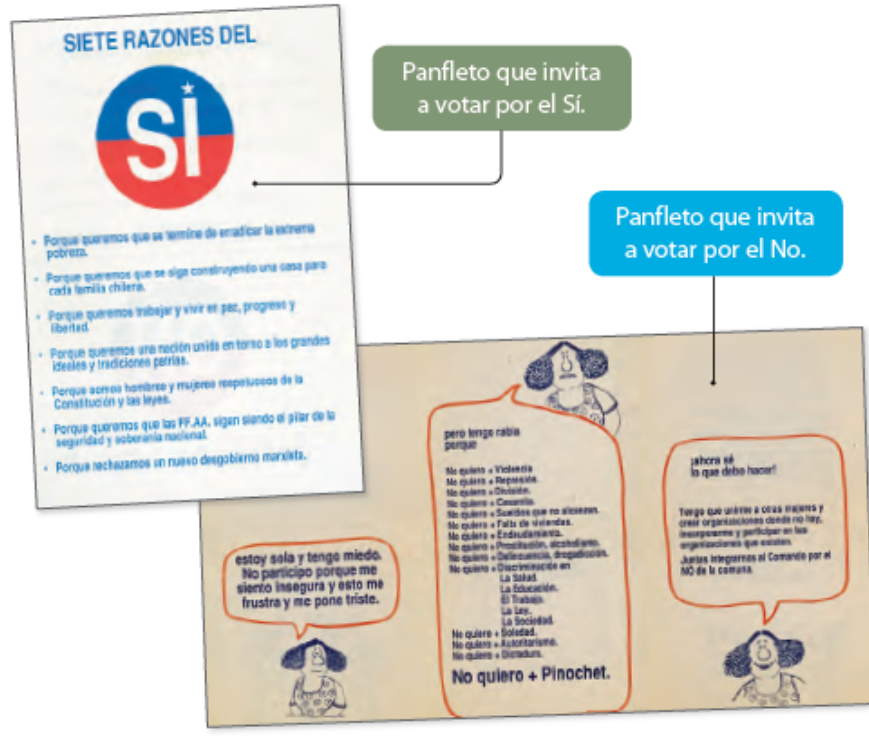 SIETE RAZONES DEL
SÍ
Panfleto que invita
a votar por el Sí.
• Porque queremos que se termine de erradicar la extrema
pobreza.
• Porque queremos que se siga construyendo una casa para
cada familia chilena.
• Porque queremos trabajar y vivir en paz, progreso y
libertad.
• Porque queremos una nación unida en torno a los grandes
ideales y tradiciones patrias.
• Porque somos hombres y mujeres respetuosos de la
Constitución y las leyes.
• Porque queremos que las FF.AA. sigan siendo el pilar de la
seguridad y soberanía nacional.
• Porque rechazamos un nuevo desgobierno marxista.
Panfleto que invita
a votar por el No.
estoy sola y tengo miedo.
No participo porque me
siento insegura y esto me
frustra y me pone triste.
pero tengo rabia
porque
No quiero + Violencia
No quiero + Represión.
No quiero + División.
No quiero + Cesantía.
No quiero + Sueldos que no alcancen.
No quiero + Falta de viviendas.
No quiero + Endeudamiento.
No quiero + Prostitución, alcoholismo.
No quiero + Delincuencia, drogadicción.
No quiero + Discriminación en
La Salud.
La Educación.
El Trabajo.
La Ley.
La Sociedad.
No quiero + Soledad.
No quiero + Autoritarismo.
No quiero + Dictadura.
No quiero + Pinochet.
¡ahora sé
lo que debo hacer!
Tengo que unirme a otras mujeres y
crear organizaciones donde no hay,
incorporarme y participar en las
organizaciones que existen.
Juntas integrarnos al Comando por el
NO de la comuna.